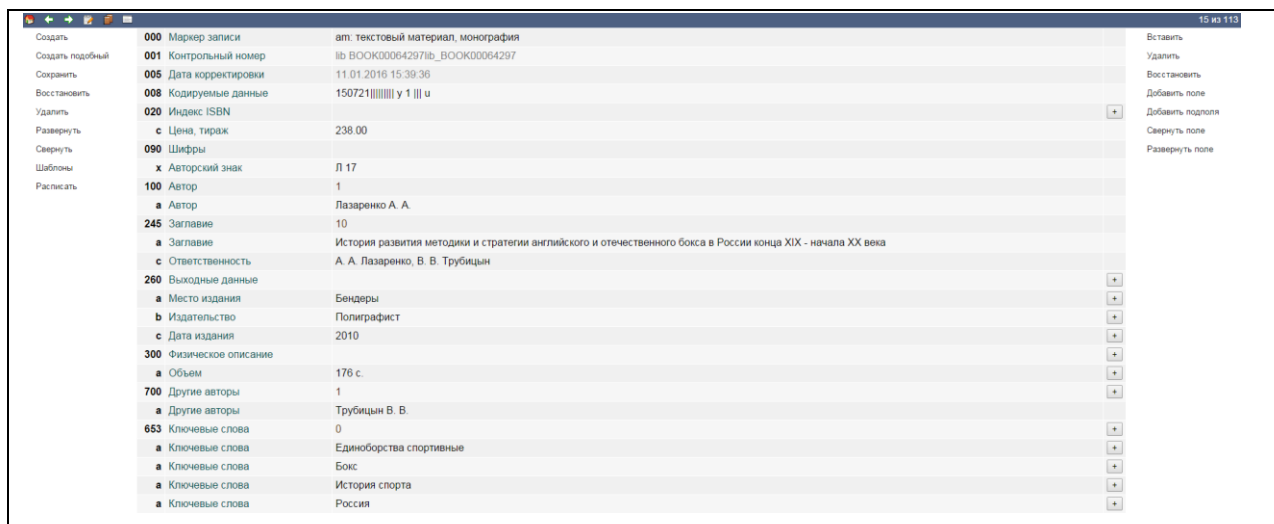 15 из 113
Создать
Создать подобный
Сохранить
Восстановить
Удалить
Развернуть
Свернуть
Шаблоны
Расписать
000 Маркер записи am: текстовый материал, монография
001 Контрольный номер lib BOOK00064297lib_BOOK00064297
005 Дата корректировки 11.01.2016 15:39:36
008 Кодируемые данные 150721||||||||| y 1 ||| u
020 Индекс ISBN +
c Цена, тираж 238.00
090 Шифры
x Авторский знак Л 17
100 Автор 1
a Автор Лазаренко А. А.
245 Заглавие 10
a Заглавие История развития методики и стратегии английского и отечественного бокса в России конца XIX - начала XX века
c Ответственность А. А. Лазаренко, В. В. Трубицын
260 Выходные данные +
a Место издания Бендеры +
b Издательство Полиграфист +
c Дата издания 2010 +
300 Физическое описание +
a Объем 176 с. +
700 Другие авторы 1 +
a Другие авторы Трубицын В. В.
653 Ключевые слова 0 +
a Ключевые слова Единоборства спортивные +
a Ключевые слова Бокс +
a Ключевые слова История спорта +
a Ключевые слова Россия +
Вставить
Удалить
Восстановить
Добавить поле
Добавить подполя
Свернуть поле
Развернуть поле